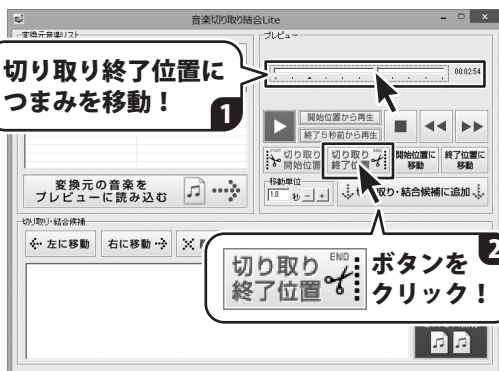 音楽切り取り結合Lite
変換元音楽リスト
プレビュー
切り取り終了位置に
つまみを移動！
1
00:02:54
開始位置から再生
終了5秒前から再生
切り取り
開始位置
START
切り取り
終了位置
END
開始位置に
移動
終了位置に
移動
変換元の音楽を
プレビューに読み込む
移動単位
1.0 秒 - +
取り・結合候補に追加
切り取り・結合候補
左に移動
右に移動
2
切り取り
終了位置
END
ボタンを
クリック！